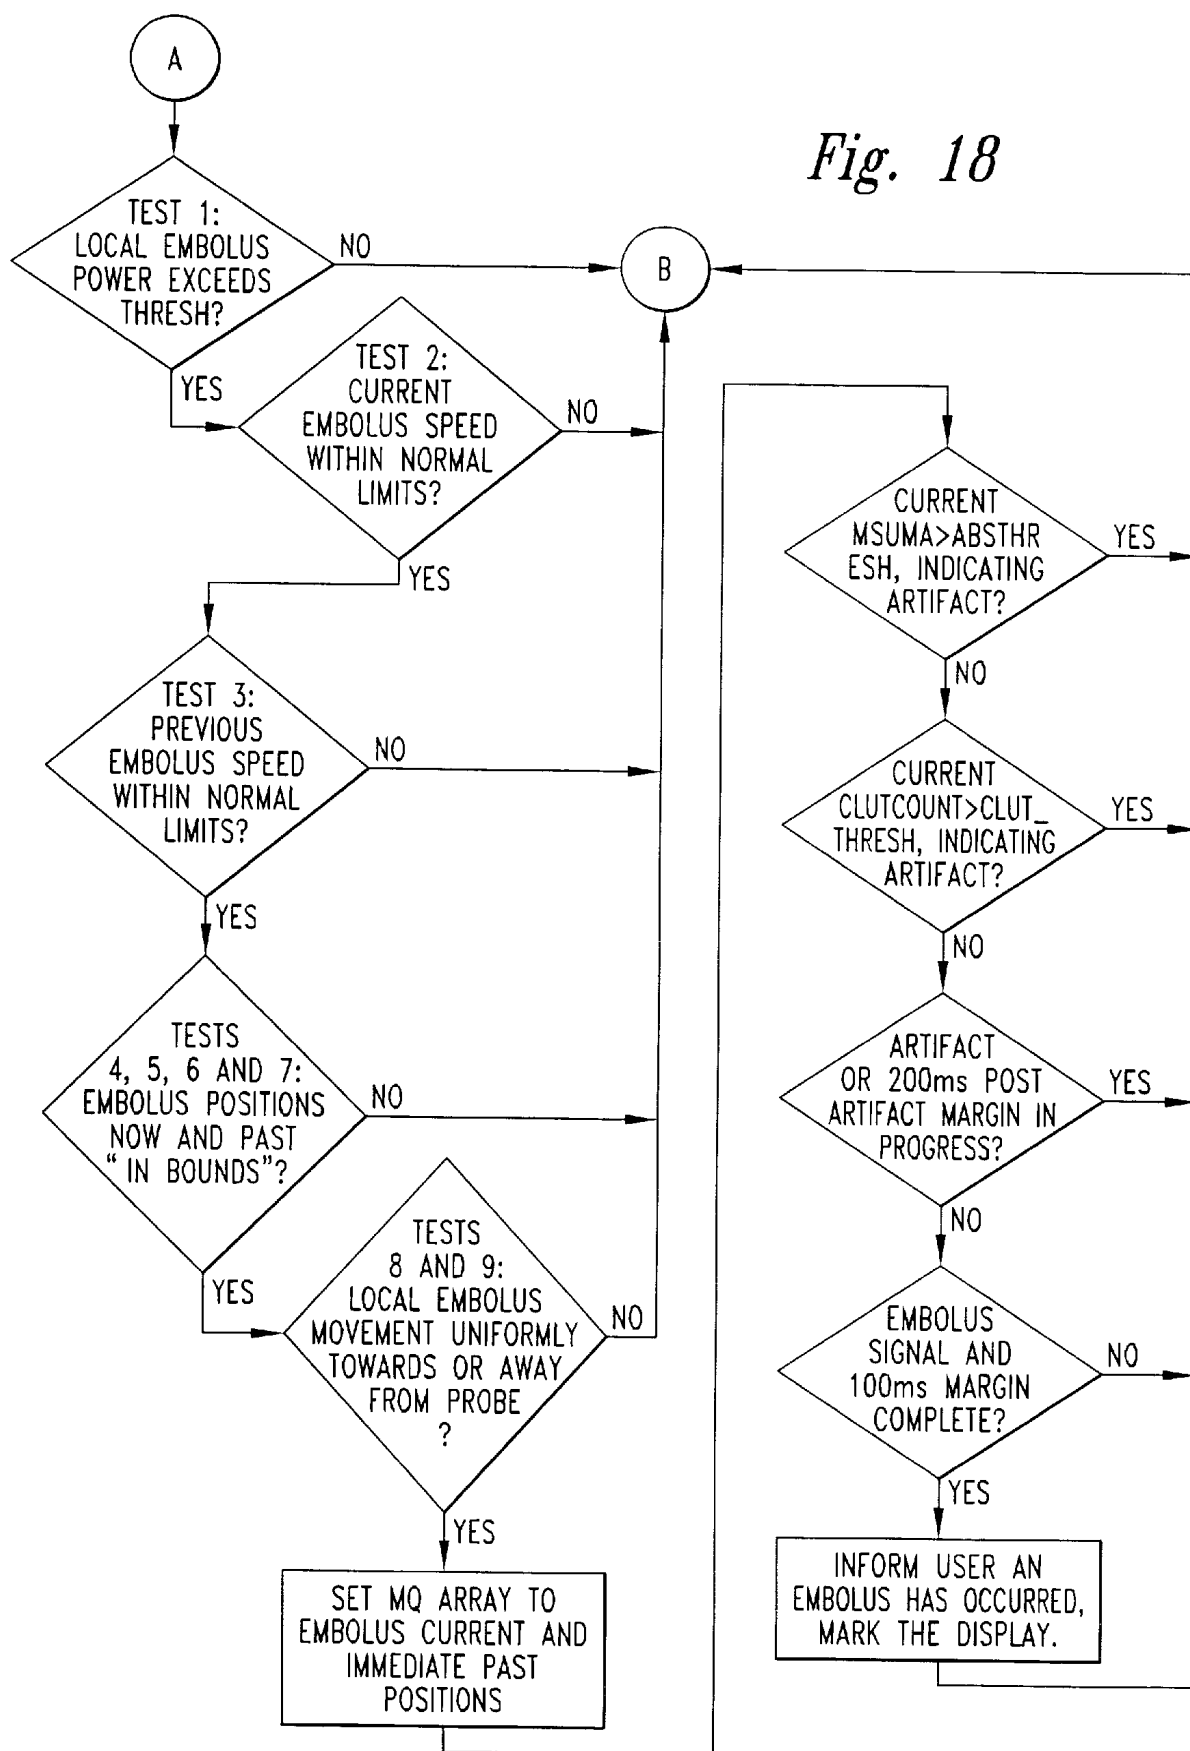 A
Fig. 18
TEST 1:
LOCAL EMBOLUS
POWER EXCEEDS
THRESH?
NO
B
YES
TEST 2:
CURRENT
EMBOLUS SPEED
WITHIN NORMAL
LIMITS?
NO
YES
TEST 3:
PREVIOUS
EMBOLUS SPEED
WITHIN NORMAL
LIMITS?
NO
YES
TESTS
4, 5, 6 AND 7:
EMBOLUS POSITIONS
NOW AND PAST
“ IN BOUNDS”?
NO
YES
TESTS
8 AND 9:
LOCAL EMBOLUS
MOVEMENT UNIFORMLY
TOWARDS OR AWAY
FROM PROBE
?
NO
YES
SET MQ ARRAY TO
EMBOLUS CURRENT AND
IMMEDIATE PAST
POSITIONS
CURRENT
MSUMA>ABSTHR
ESH, INDICATING
ARTIFACT?
YES
NO
CURRENT
CLUTCOUNT>CLUT_
THRESH, INDICATING
ARTIFACT?
YES
NO
ARTIFACT
OR 200ms POST
ARTIFACT MARGIN IN
PROGRESS?
YES
NO
EMBOLUS
SIGNAL AND
100ms MARGIN
COMPLETE?
NO
YES
INFORM USER AN
EMBOLUS HAS OCCURRED,
MARK THE DISPLAY.